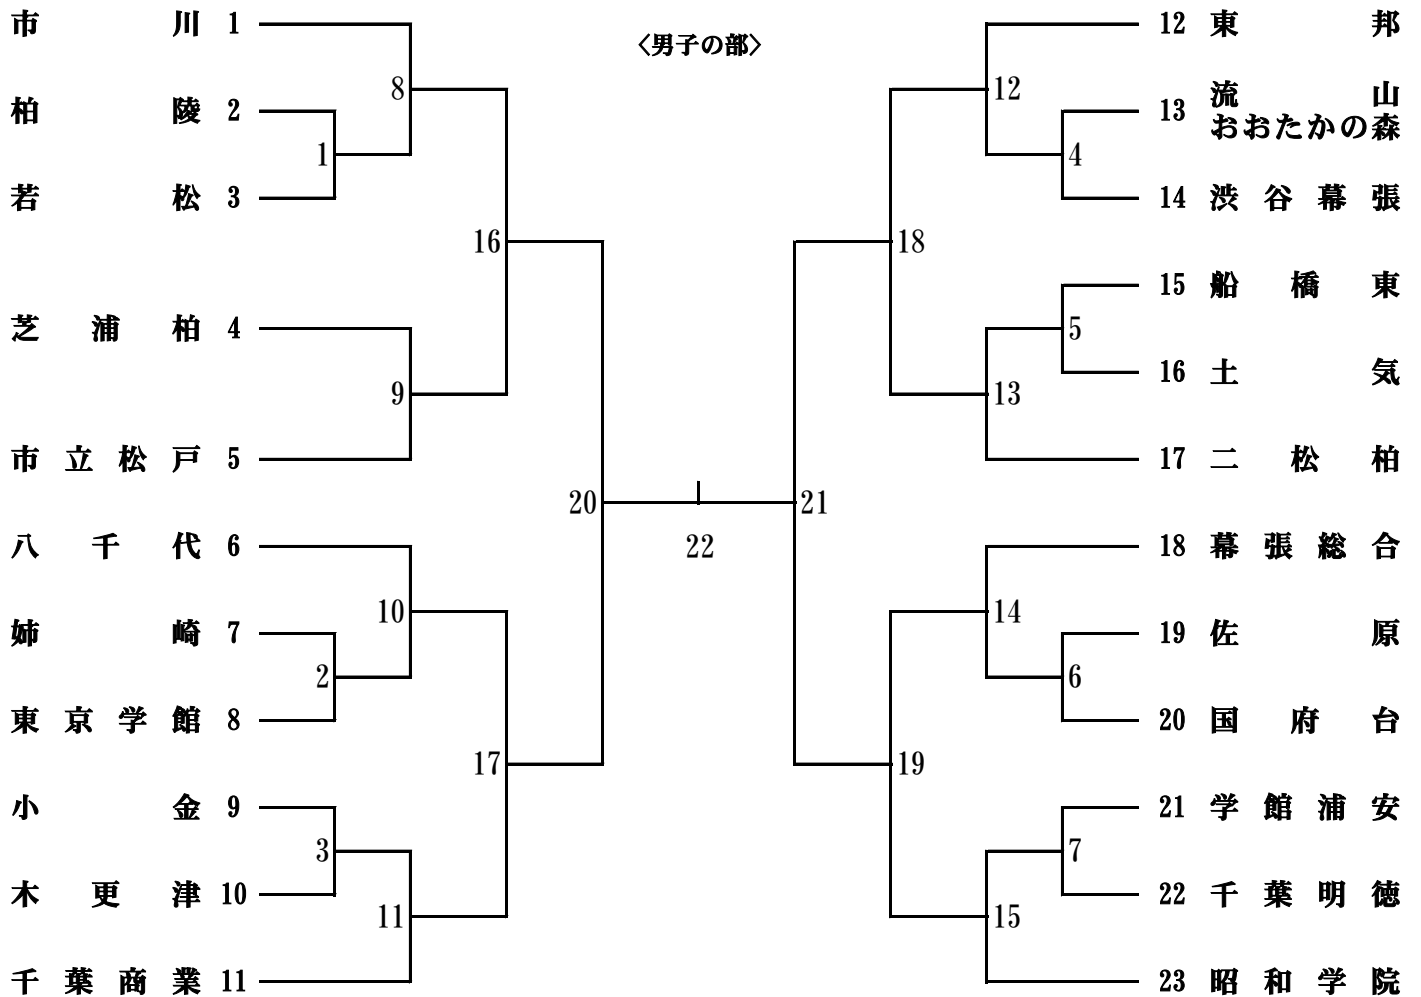 〈男子の部〉
市川 1
柏陵 2
若松 3
芝浦柏 4
市立松戸 5
八千代 6
姉崎 7
東京学館 8
小金 9
木更津 10
千葉商業 11
8
1
16
9
20
10
2
17
3
11
22
12
4
18
5
13
21
14
6
19
7
15
12 東邦
13 流山
おおたかの森
14 渋谷幕張
15 船橋東
16 土気
17 二松柏
18 幕張総合
19 佐原
20 国府台
21 学館浦安
22 千葉明徳
23 昭和学院